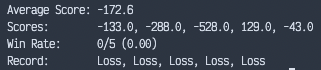 Average Score: -172.6
Scores: -133.0, -288.0, -528.0, 129.0, -43.0
Win Rate: 0/5 (0.00)
Record: Loss, Loss, Loss, Loss, Loss